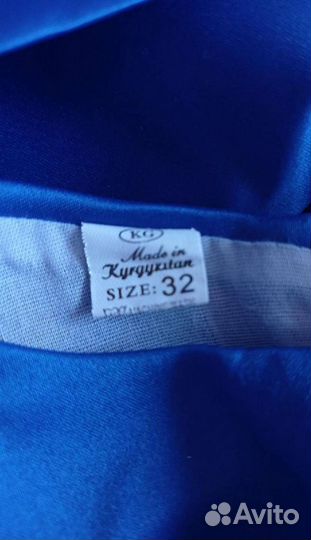 KG
Made in
Kyrgyzstan
SIZE: 32
Avito